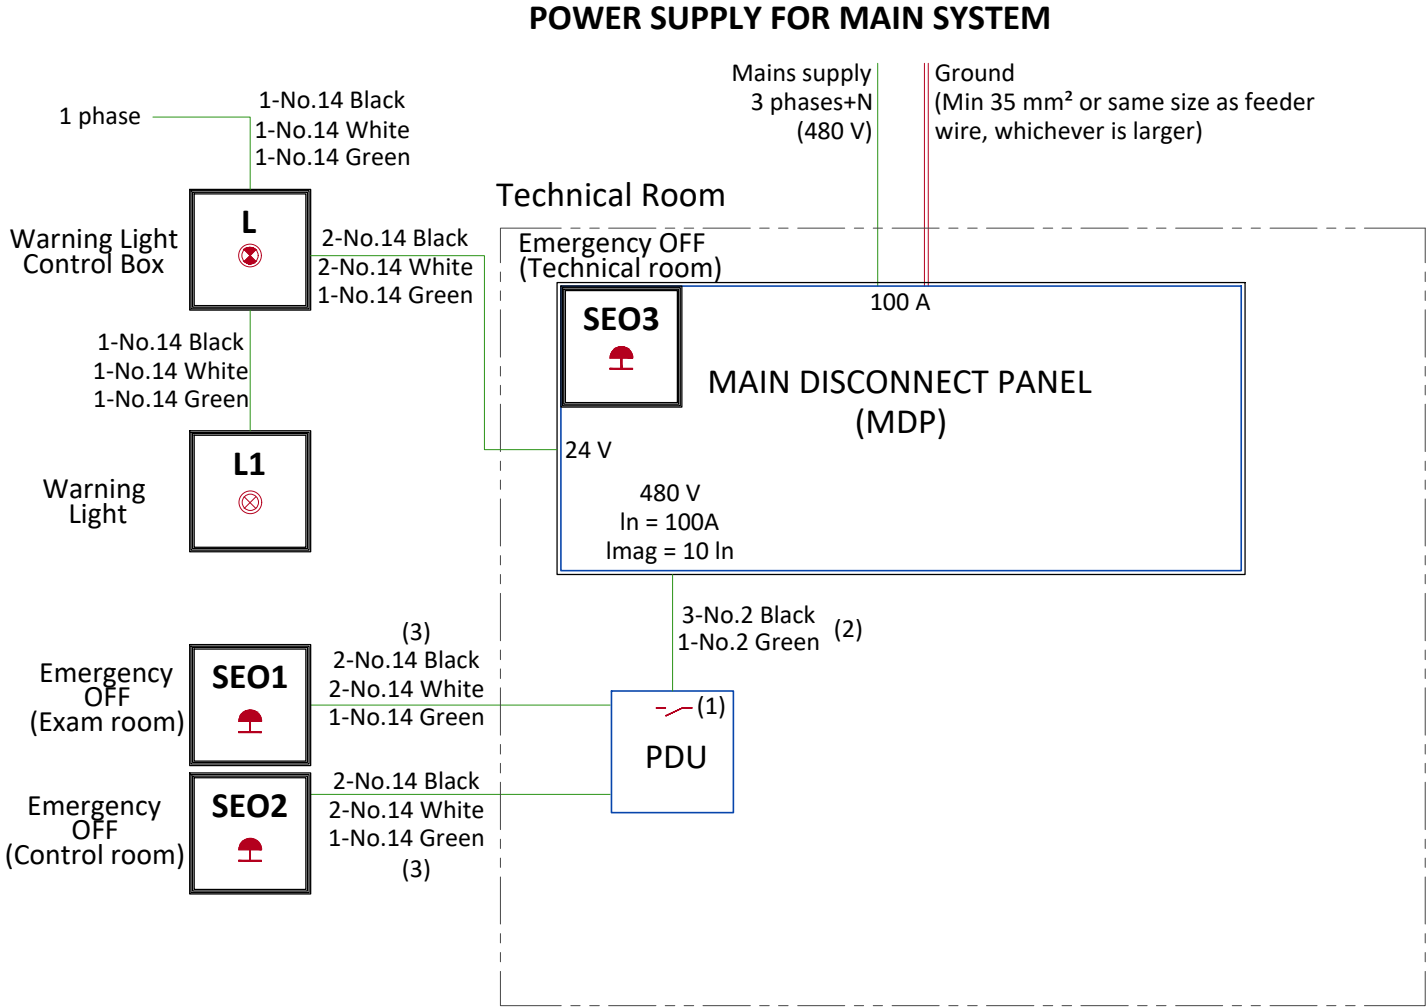 POWER SUPPLY FOR MAIN SYSTEM
1 phase
1-No.14 Black
1-No.14 White
1-No.14 Green
Mains supply
3 phases+N
(480 V)
Ground
(Min 35 mm² or same size as feeder
wire, whichever is larger)
Technical Room
Warning Light
Control Box
L
2-No.14 Black
2-No.14 White
1-No.14 Green
Emergency OFF
(Technical room)
SEO3
100 A
MAIN DISCONNECT PANEL
(MDP)
1-No.14 Black
1-No.14 White
1-No.14 Green
24 V
Warning
Light
L1
480 V
In = 100A
Imag = 10 In
3-No.2 Black
1-No.2 Green
(2)
Emergency
OFF
(Exam room)
SEO1
(3)
2-No.14 Black
2-No.14 White
1-No.14 Green
(1)
PDU
Emergency
OFF
(Control room)
SEO2
2-No.14 Black
2-No.14 White
1-No.14 Green
(3)